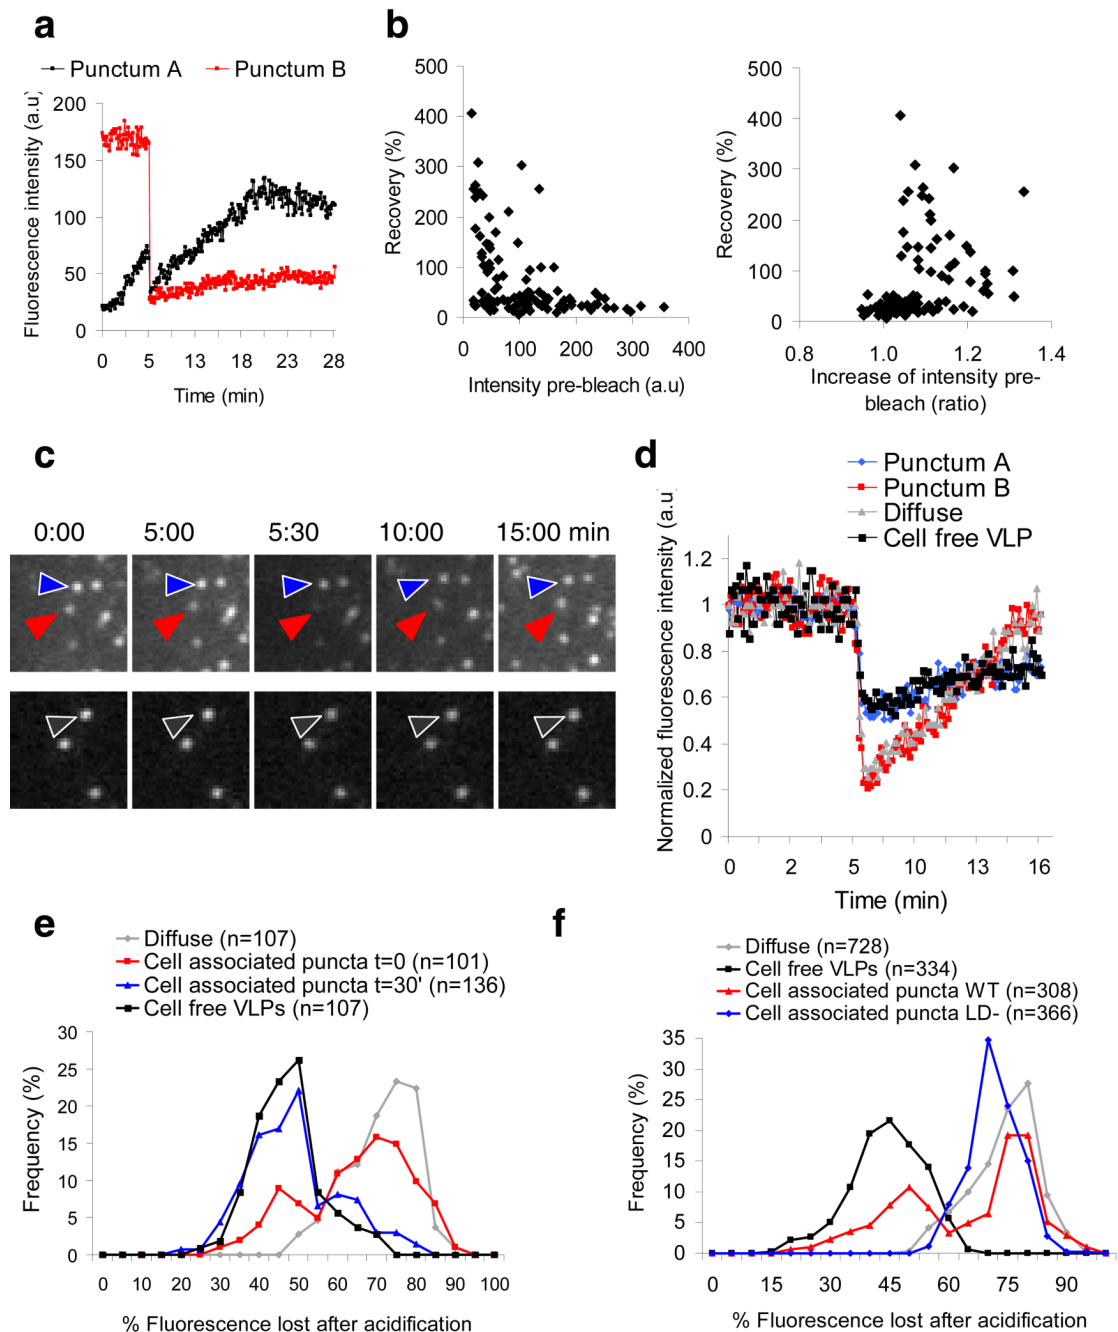 a
Punctum A
Punctum B
Fluorescence intensity (a.u
200
150
100
50
0
0 5 13 18 23 28
Time (min)
b
Recovery (%)
500
400
300
200
100
0
0 100 200 300 400
Intensity pre-bleach (a.u)
Recovery (%)
500
400
300
200
100
0
0.8 1.0 1.2 1.4
Increase of intensity pre-
bleach (ratio)
c
0:00 5:00 5:30 10:00 15:00 min
d
Punctum A
Punctum B
Diffuse
Cell free VLP
Normalized fluorescence intensity (a.u
1.2
1
0.8
0.6
0.4
0.2
0
0 2 5 10 13 16
Time (min)
e
Diffuse (n=107)
Cell associated puncta t=0 (n=101)
Cell associated puncta t=30' (n=136)
Cell free VLPs (n=107)
Frequency (%)
30
25
20
15
10
5
0
0 10 20 30 40 50 60 70 80 90 100
% Fluorescence lost after acidification
f
Diffuse (n=728)
Cell free VLPs (n=334)
Cell associated puncta WT (n=308)
Cell associated puncta LD- (n=366)
Frequency (%)
35
30
25
20
15
10
5
0
0 15 30 45 60 75 90
% Fluorescence lost after acidification